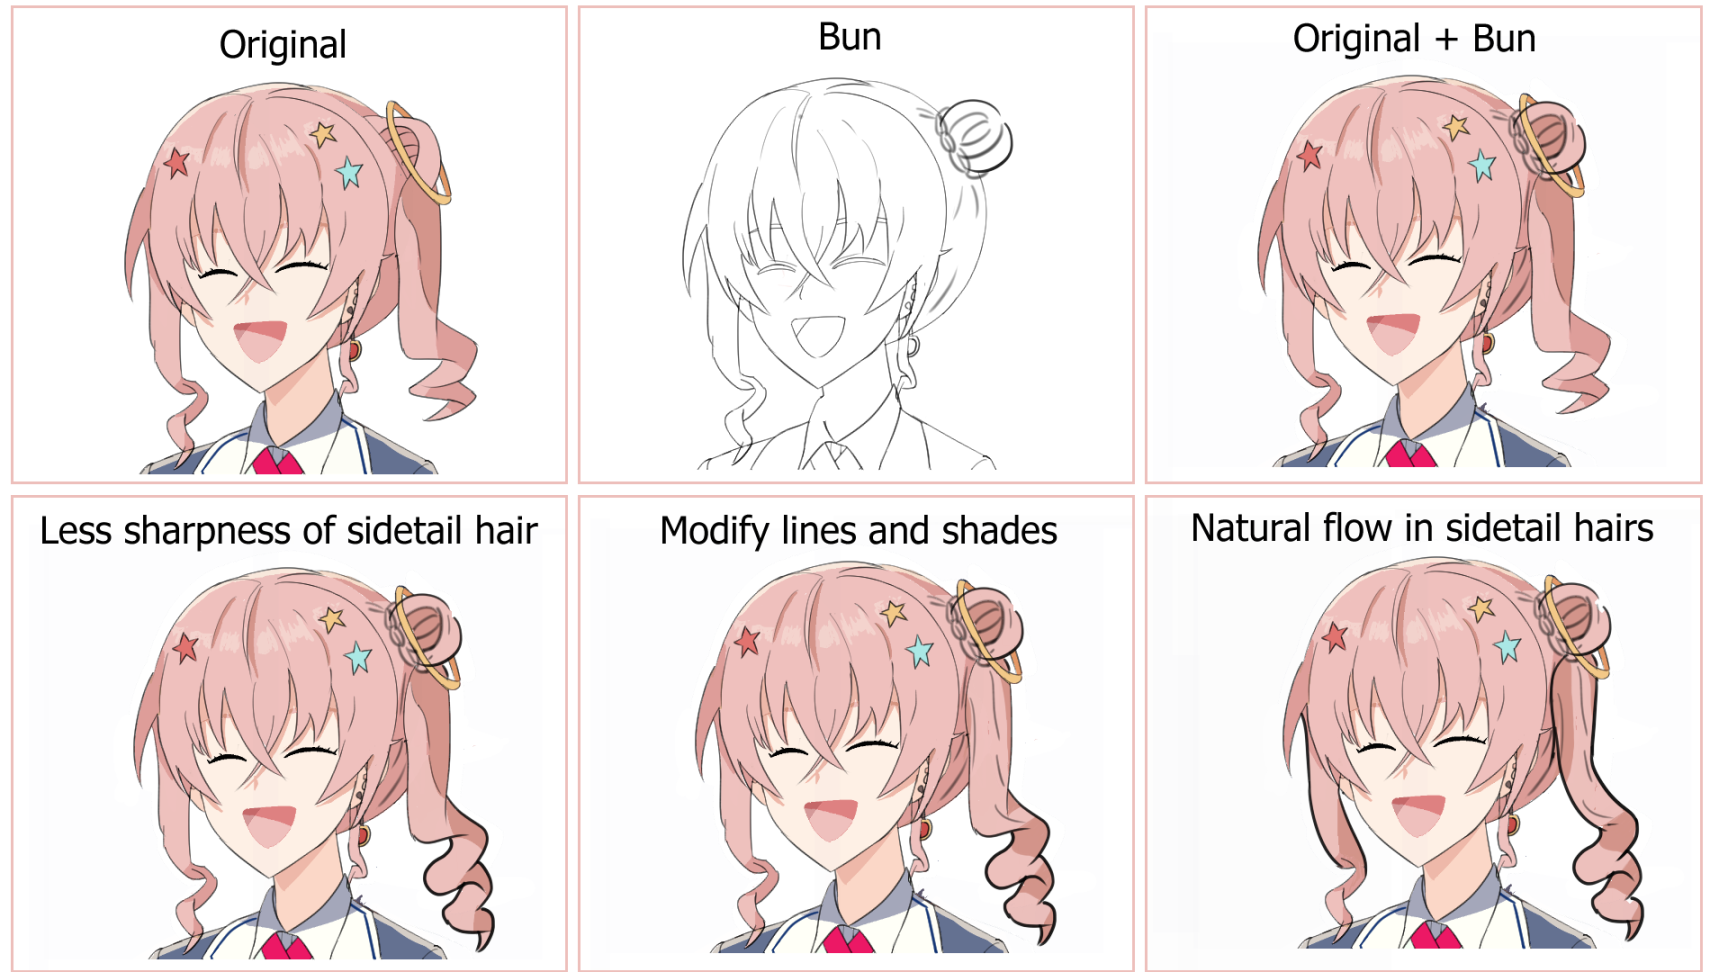 Original
Bun
Original + Bun
Less sharpness of sidetail hair
Modify lines and shades
Natural flow in sidetail hairs